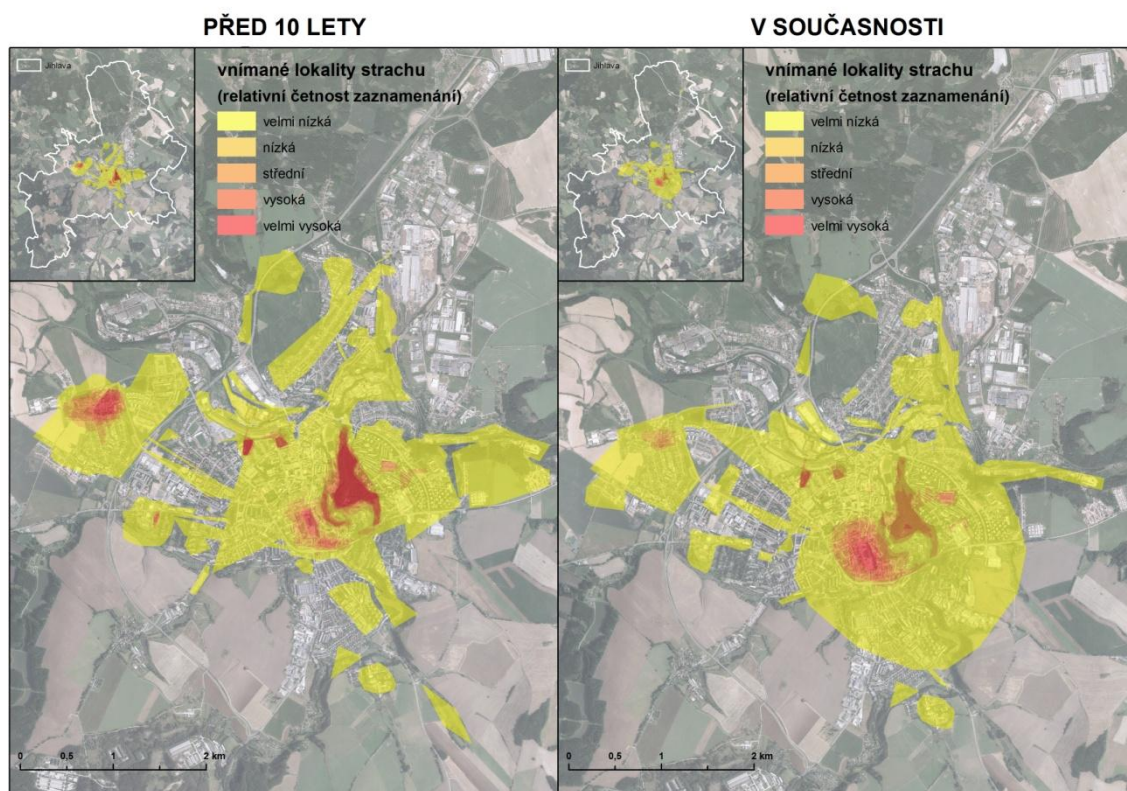 PŘED 10 LETY
Jihlava
vnímané lokality strachu
(relativní četnost zaznamenání)
velmi nízká
nízká
střední
vysoká
velmi vysoká
0 0,5 1 2 km
V SOUČASNOSTI
Jihlava
vnímané lokality strachu
(relativní četnost zaznamenání)
velmi nízká
nízká
střední
vysoká
velmi vysoká
0 0,5 1 2 km